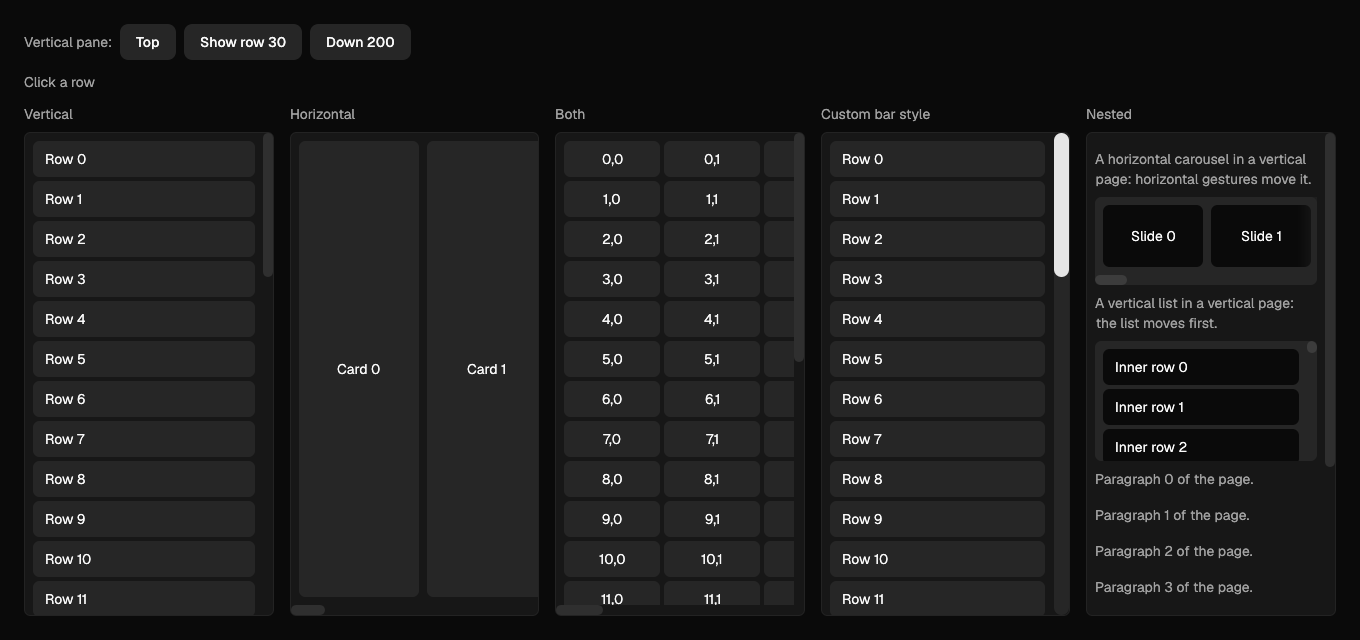 Vertical pane: Top Show row 30 Down 200
Click a row
Vertical
Row 0
Row 1
Row 2
Row 3
Row 4
Row 5
Row 6
Row 7
Row 8
Row 9
Row 10
Row 11
Horizontal
Card 0 Card 1
Both
0,0 0,1
1,0 1,1
2,0 2,1
3,0 3,1
4,0 4,1
5,0 5,1
6,0 6,1
7,0 7,1
8,0 8,1
9,0 9,1
10,0 10,1
11,0 11,1
Custom bar style
Row 0
Row 1
Row 2
Row 3
Row 4
Row 5
Row 6
Row 7
Row 8
Row 9
Row 10
Row 11
Nested
A horizontal carousel in a vertical
page: horizontal gestures move it.
Slide 0 Slide 1
A vertical list in a vertical page:
the list moves first.
Inner row 0
Inner row 1
Inner row 2
Paragraph 0 of the page.
Paragraph 1 of the page.
Paragraph 2 of the page.
Paragraph 3 of the page.